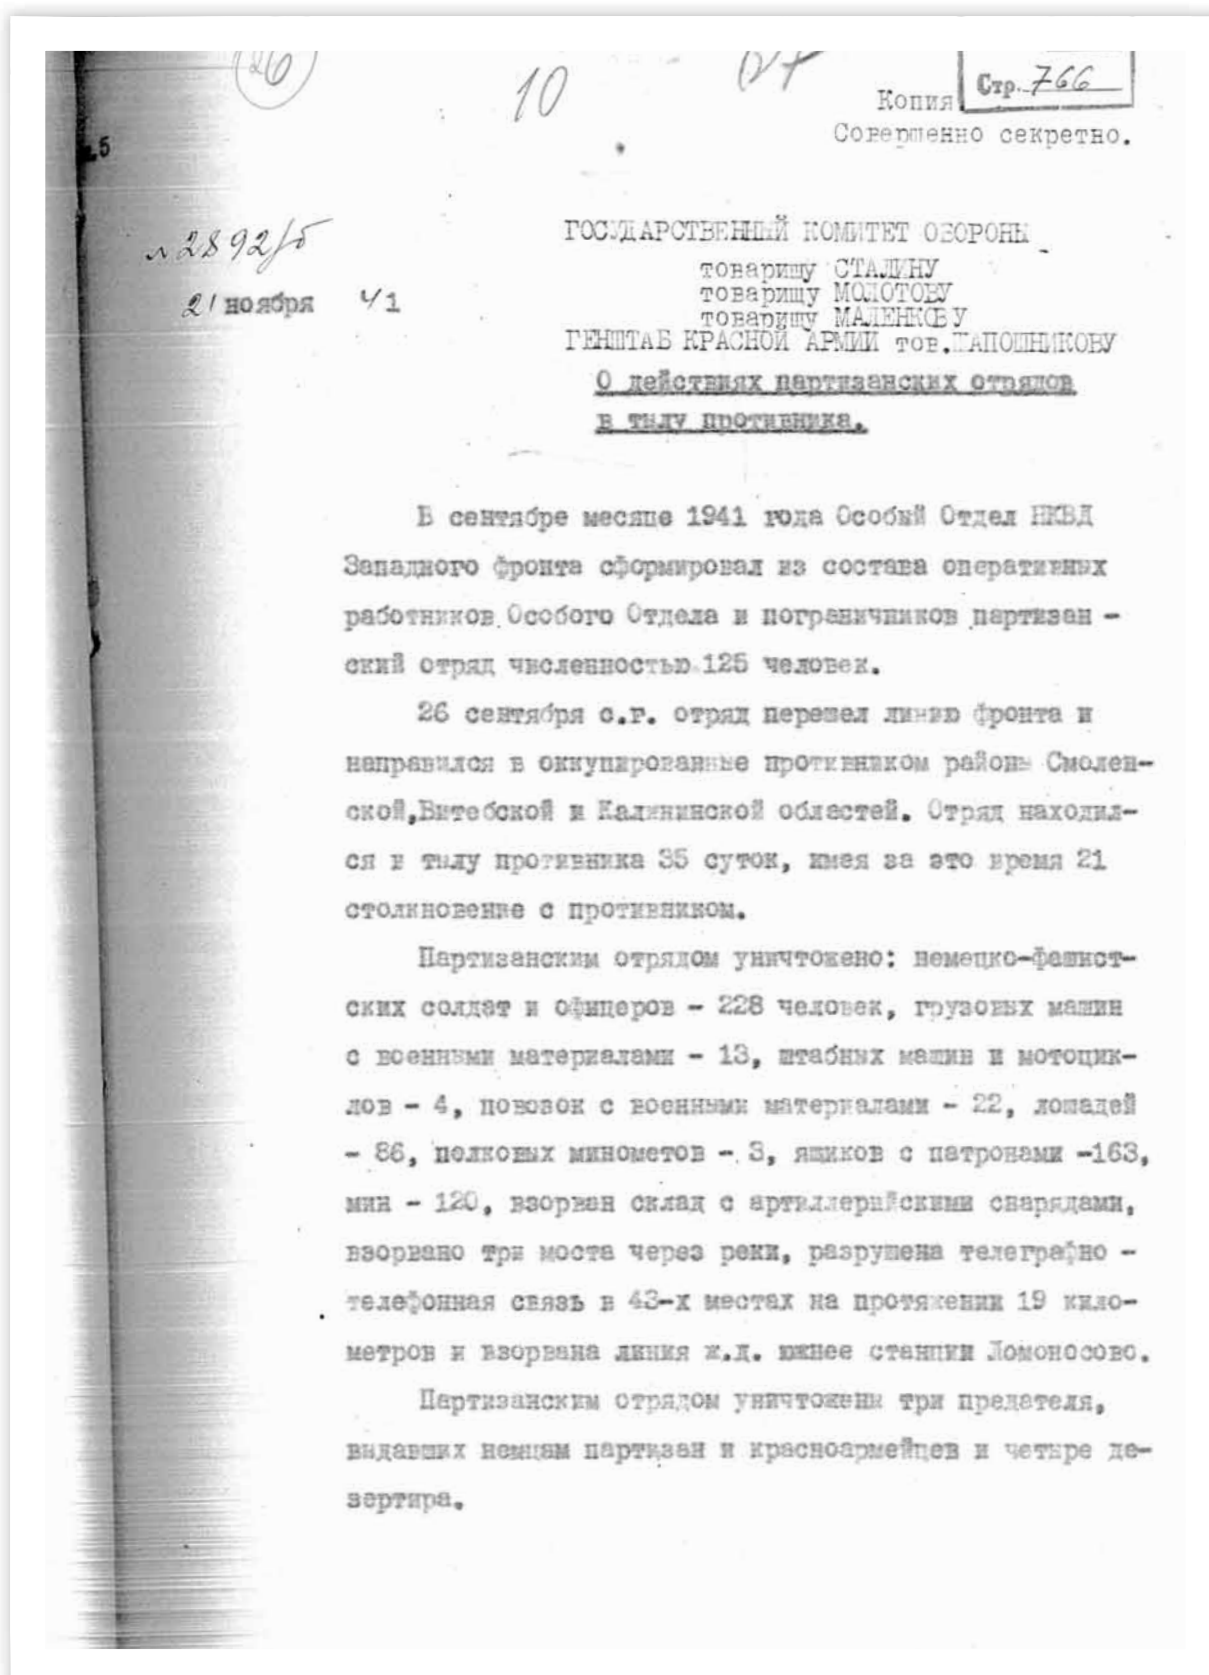 26
10
Стр. 766
Копия
Совершенно секретно.
5
№ 2892/б
21 ноября 41
ГОСУДАРСТВЕННЫЙ КОМИТЕТ ОБОРОНЫ
товарищу СТАЛИНУ
товарищу МОЛОТОВУ
товарищу МАЛЕНКОВУ
ГЕНШТАБ КРАСНОЙ АРМИИ тов.ШАПОШНИКОВУ
О действиях партизанских отрядов
в тылу противника.
В сентябре месяце 1941 года Особый Отдел НКВД
Западного фронта сформировал из состава оперативных
работников Особого Отдела и пограничников партизан -
ский отряд численностью 125 человек.
26 сентября с.г. отряд перешел линию фронта и
направился в оккупированные противником районы Смолен-
ской,Витебской и Калининской областей. Отряд находил-
ся в тылу противника 35 суток, имея за это время 21
столкновение с противником.
Партизанским отрядом уничтожено: немецко-фашист-
ских солдат и офицеров - 228 человек, грузовых машин
с военными материалами - 13, штабных машин и мотоцик-
лов - 4, повозок с военными материалами - 22, лошадей
- 86, полковых минометов - 3, ящиков с патронами -163,
мин - 120, взорван склад с артиллерийскими снарядами,
взорвано три моста через реки, разрушена телеграфно -
телефонная связь в 43-х местах на протяжении 19 кило-
метров и взорвана линия ж.д. южнее станции Ломоносово.
Партизанским отрядом уничтожены три предателя,
выдавших немцам партизан и красноармейцев и четыре де-
зертира.